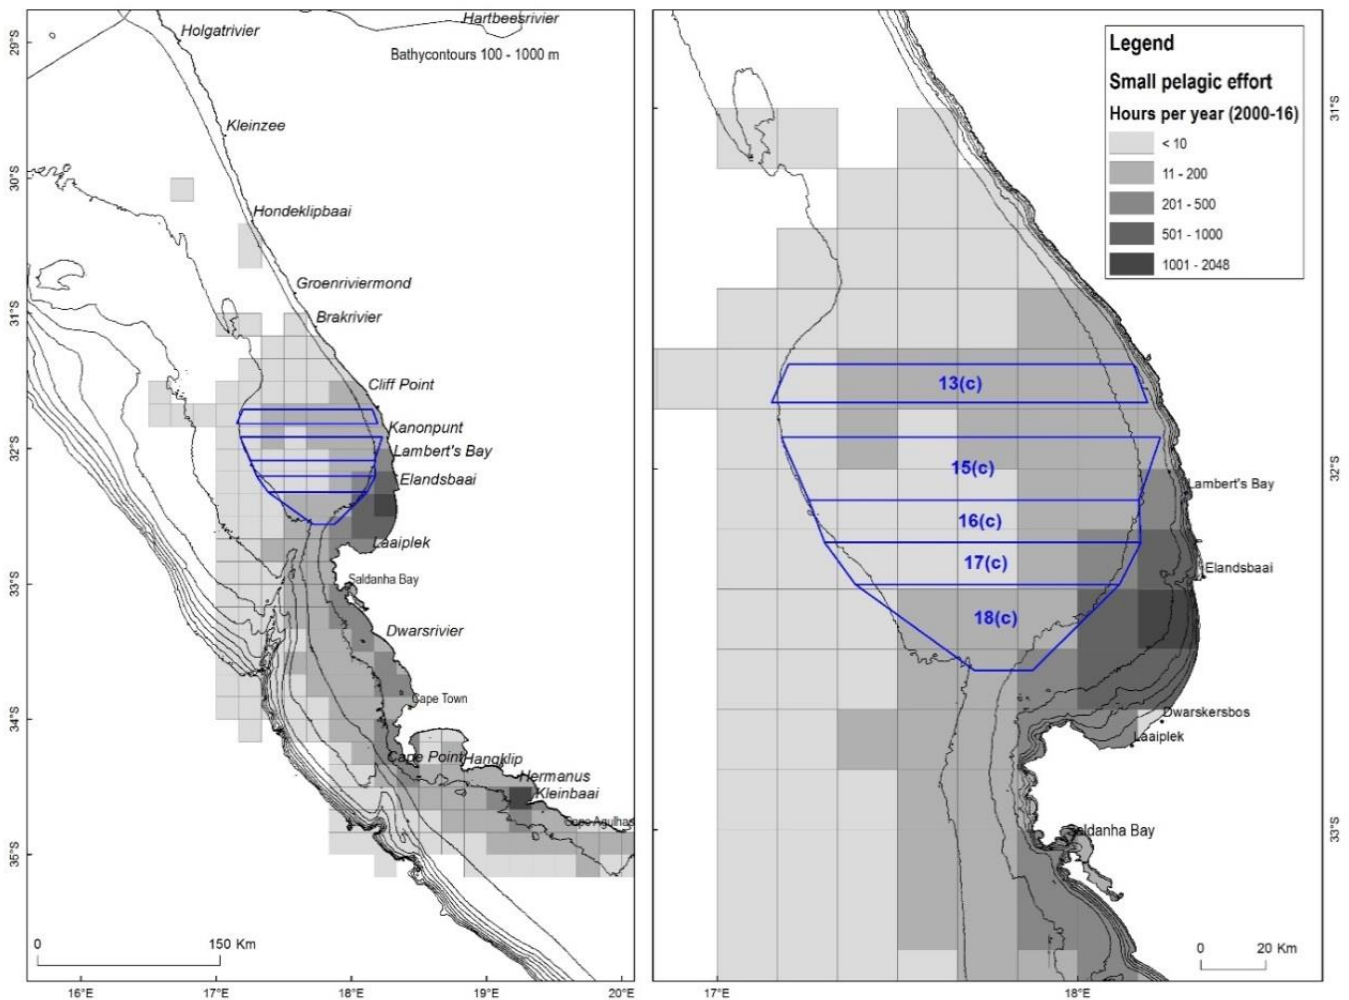 Holgatrivier
Hartbeesrivier
Bathycontours 100 - 1000 m
29°S
Kleinzee
30°S
Hondeklipbaai
Groenriviermond
31°S
Brakrivier
Cliff Point
Kanonpunt
32°S
Lambert's Bay
Elandsbaai
Laaiplek
33°S
Saldanha Bay
Dwarsrivier
34°S
Cape Town
Cape Point
Hangklip
Hermanus
Kleinbaai
Cape Agulhas
36°S
0 150 Km
16°E 17°E 18°E 19°E 20°E
Legend
Small pelagic effort
Hours per year (2000-16)
< 10
11 - 200
201 - 500
501 - 1000
1001 - 2048
31°S
13(c)
15(c)
32°S
Lambert's Bay
16(c)
17(c)
Elandsbaai
18(c)
Dwarskersbos
Laaiplek
Saldanha Bay
33°S
0 20 Km
17°E 18°E